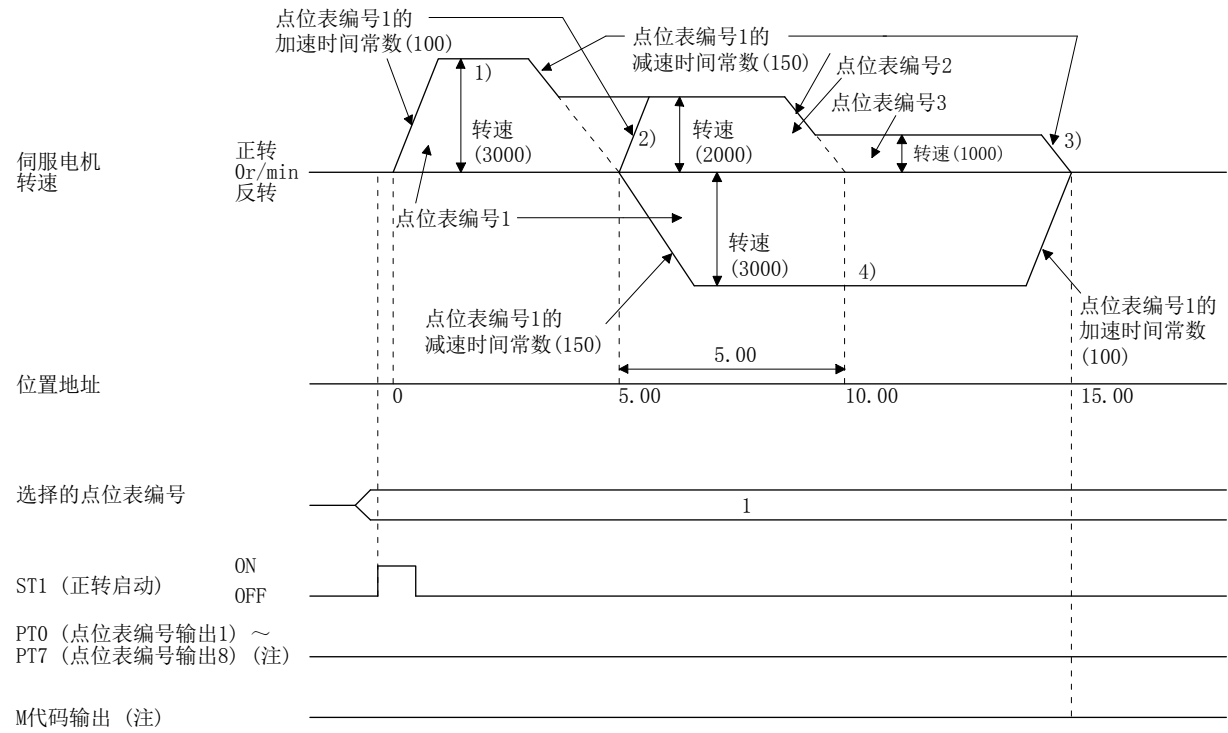 点位表编号1的
加速时间常数(100)
点位表编号1的
减速时间常数(150)
点位表编号2
点位表编号3
1)
2)
3)
转速
(3000)
转速
(2000)
转速(1000)
伺服电机
转速
正转
0r/min
反转
点位表编号1
转速
(3000)
4)
点位表编号1的
减速时间常数(150)
点位表编号1的
加速时间常数
(100)
5.00
位置地址
0
5.00
10.00
15.00
选择的点位表编号
1
ST1 (正转启动)
ON
OFF
PT0 (点位表编号输出1) ～
PT7 (点位表编号输出8) (注)
M代码输出 (注)